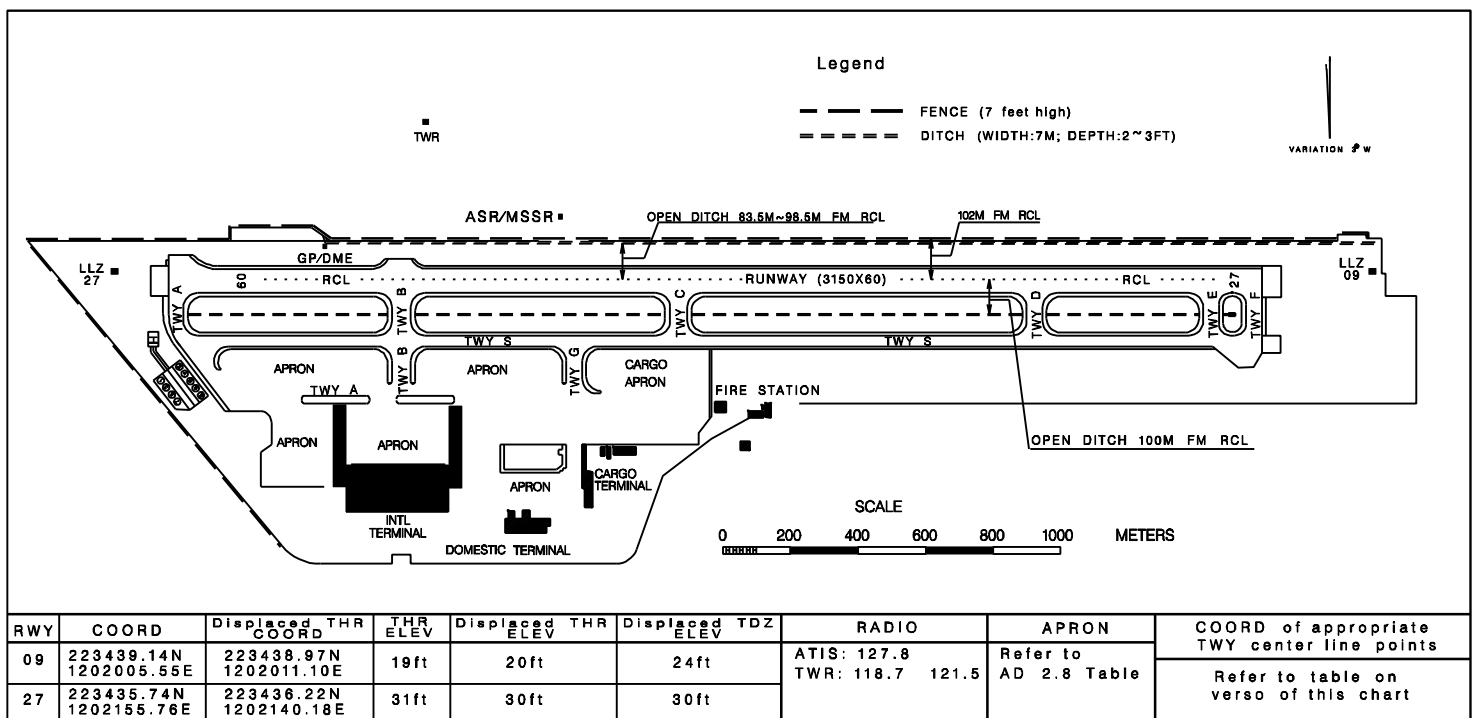 Legend
FENCE (7 feet high)
DITCH (WIDTH:7M; DEPTH:2~3FT)
TWR
ASR/MSSR
OPEN DITCH 83.5M~98.5M FM RCL
102M FM RCL
LLZ
27
GP/DME
60
RCL
RUNWAY (3150X60)
RCL
27
LLZ
09
TWY A
TWY B
TWY C
TWY D
TWY E
TWY F
TWY S
TWY S
H
APRON
TWY B
APRON
TWY G
CARGO
APRON
TWY A
FIRE STATION
APRON
APRON
OPEN DITCH 100M FM RCL
APRON
CARGO
TERMINAL
INTL
TERMINAL
DOMESTIC TERMINAL
SCALE
0 200 400 600 800 1000 METERS
RWY COORD Displaced THR COORD THR ELEV Displaced THR ELEV Displaced TDZ ELEV RADIO APRON COORD of appropriate TWY center line points
09 223439.14N 1202005.55E 223438.97N 1202011.10E 19ft 20ft 24ft
27 223435.74N 1202155.76E 223436.22N 1202140.18E 31ft 30ft 30ft
ATIS: 127.8
TWR: 118.7 121.5
Refer to
AD 2.8 Table
Refer to table on
verso of this chart